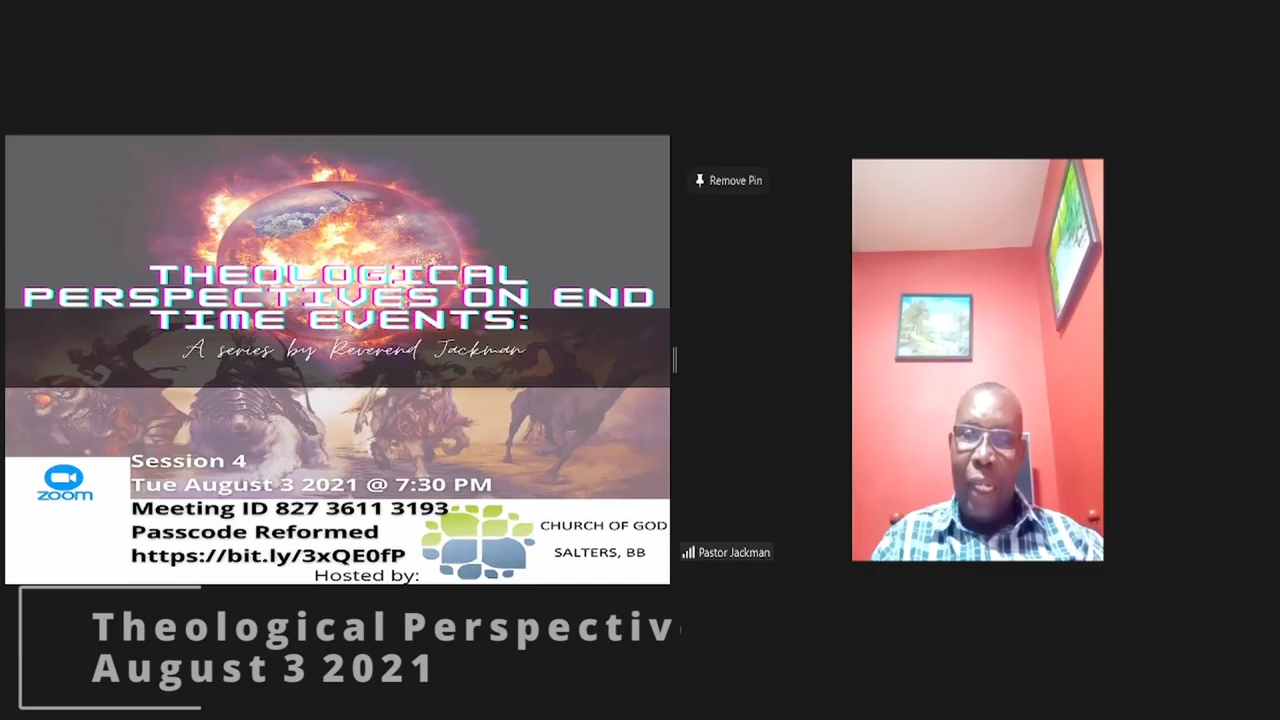 THEOLOGICAL
PERSPECTIVES ON END
TIME EVENTS:
A series by Reverend Jackman
zoom
Session 4
Tue August 3 2021 @ 7:30 PM
Meeting ID 827 3611 3193
Passcode Reformed
https://bit.ly/3xQE0fP
Hosted by:
CHURCH OF GOD
SALTERS, BB
Remove Pin
Pastor Jackman
Theological Perspectiv
August 3 2021